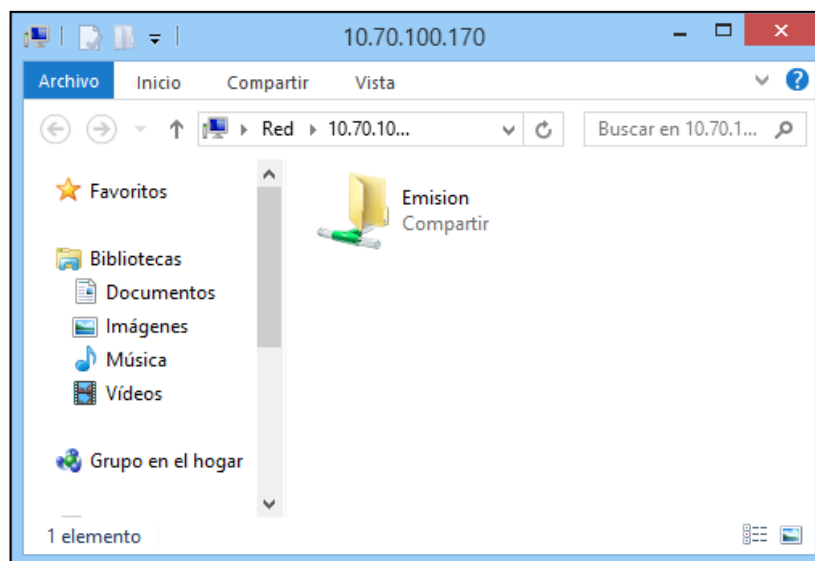 10.70.100.170
Archivo Inicio Compartir Vista
Red 10.70.10... Buscar en 10.70.1...
Favoritos
Bibliotecas
Documentos
Imágenes
Música
Vídeos
Grupo en el hogar
Emision
Compartir
1 elemento